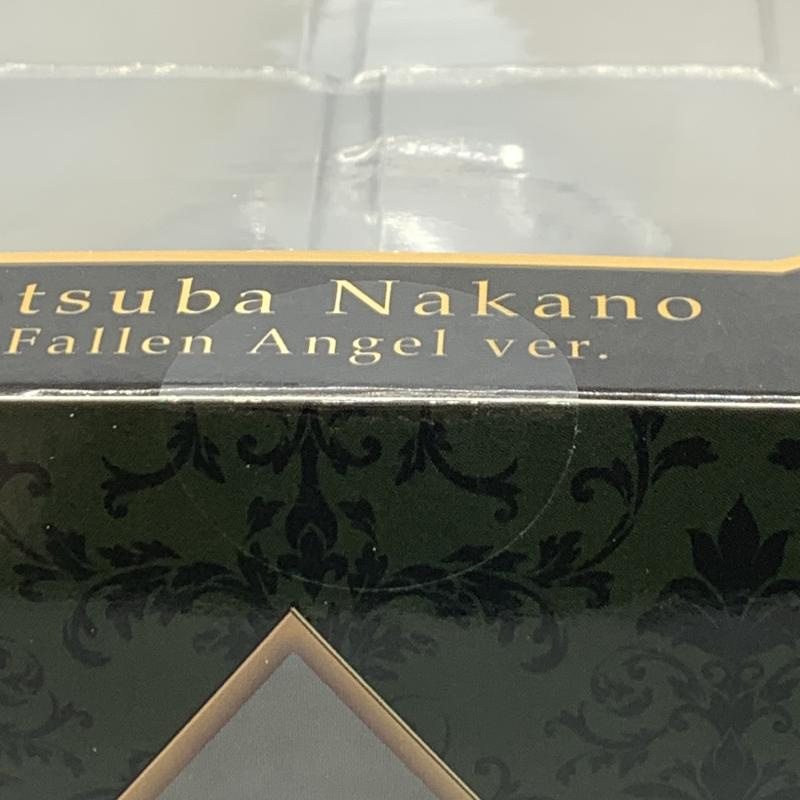 tsuba Nakano
Fallen Angel ver.